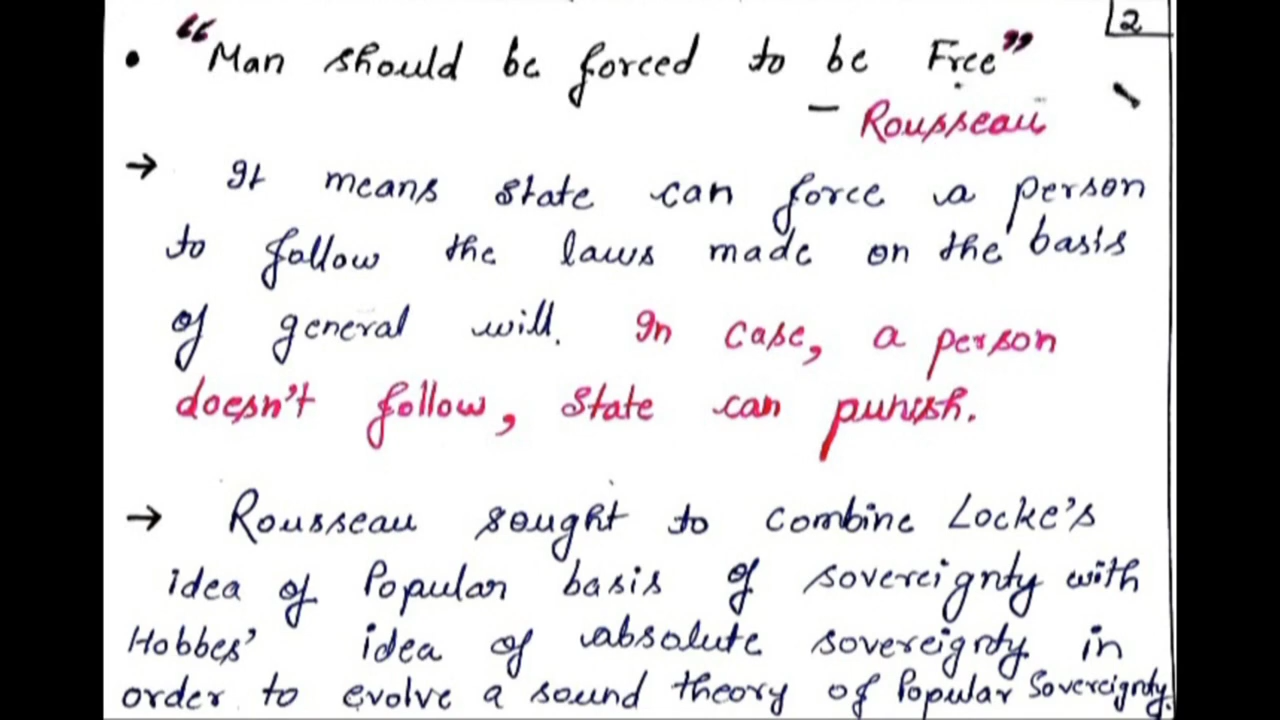 2
• "Man should be forced to be Free"
- Rousseau
→ It means state can force a person
to follow the laws made on the basis
of general will. In case, a person
doesn't follow, state can punish.
→ Rousseau sought to combine Locke's
idea of Popular basis of sovereignty with
Hobbes' idea of absolute sovereignty in
order to evolve a sound theory of Popular Sovereignty.